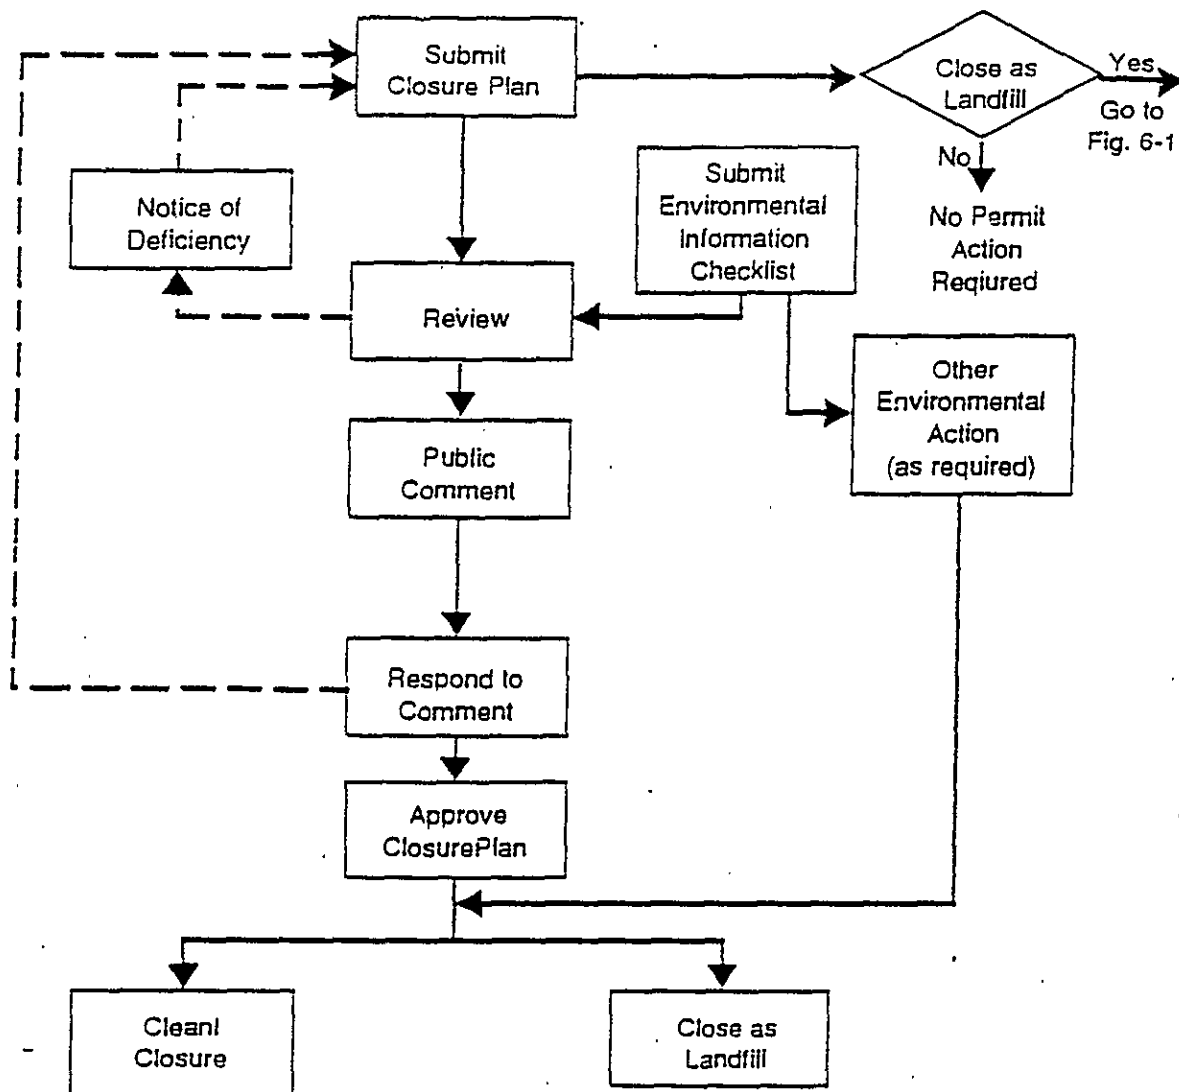 Submit
Closure Plan
Close as
Landfill
Yes
Go to
Fig. 6-1
No
No Permit
Action
Reqiured
Submit
Environmental
Information
Checklist
Notice of
Deficiency
Review
Other
Environmental
Action
(as required)
Public
Comment
Respond to
Comment
Approve
ClosurePlan
Cleanl
Closure
Close as
Landfill